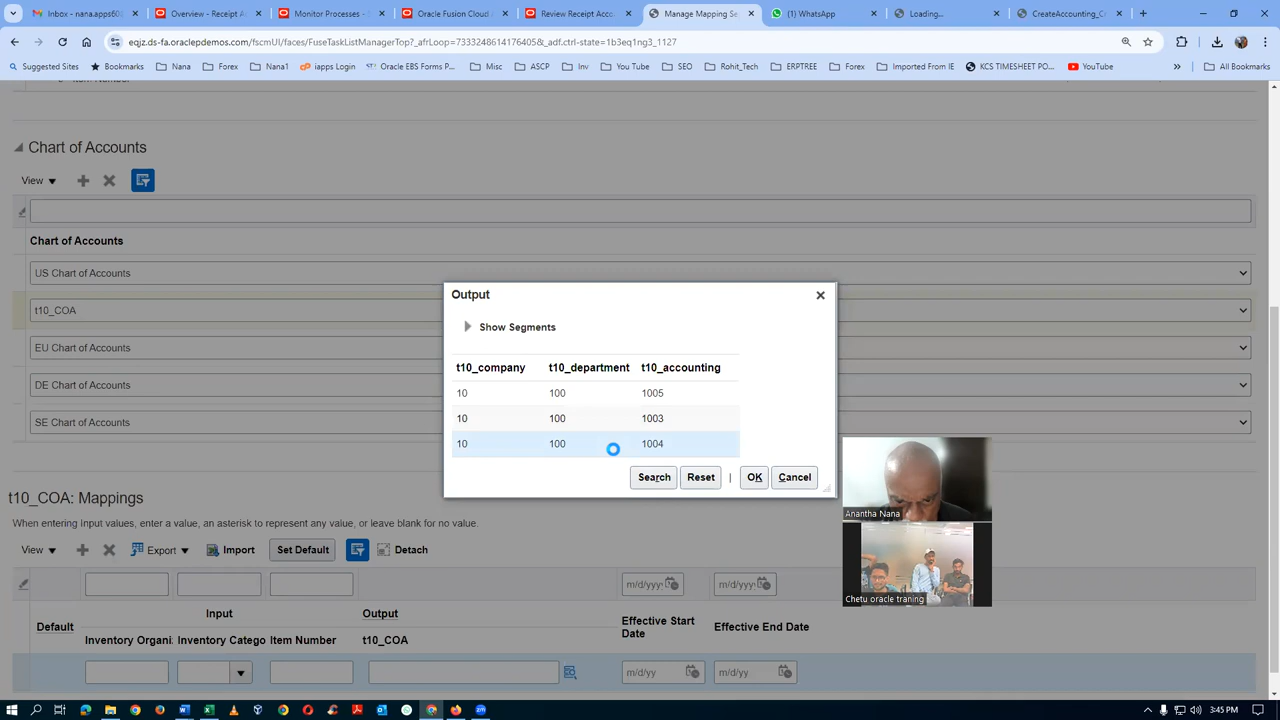 Inbox - nana.apps60
Overview - Receipt A
Monitor Processes -
Oracle Fusion Cloud
Review Receipt Acco
Manage Mapping Se
(1) WhatsApp
Loading...
CreateAccounting_C
eqjz.ds-fa.oraclepdemos.com/fscmUI/faces/FuseTaskListManagerTop?_afrLoop=73332486141764058&_adf.ctrl-state=1b3eq1ng3_1127
Suggested Sites
Bookmarks
Nana
Forex
Nana1
iapps Login
Oracle EBS Forms P...
Misc
ASCP
Inv
You Tube
SEO
Rohit_Tech
ERPTREE
Forex
Imported From IE
KCS TIMESHEET PO...
YouTube
All Bookmarks
Chart of Accounts
View
Chart of Accounts
US Chart of Accounts
t10_COA
EU Chart of Accounts
DE Chart of Accounts
SE Chart of Accounts
Output
Show Segments
t10_company t10_department t10_accounting
10 100 1005
10 100 1003
10 100 1004
Search Reset | OK Cancel
Anantha Nana
Chetu oracle traning
t10_COA: Mappings
When entering Input values, enter a value, an asterisk to represent any value, or leave blank for no value.
View Export Import Set Default Detach
m/d/yyy m/d/yyy
Input Output
Default Inventory Organi: Inventory Catego Item Number t10_COA Effective Start Date Effective End Date
m/d/yy m/d/yy
3:45 PM